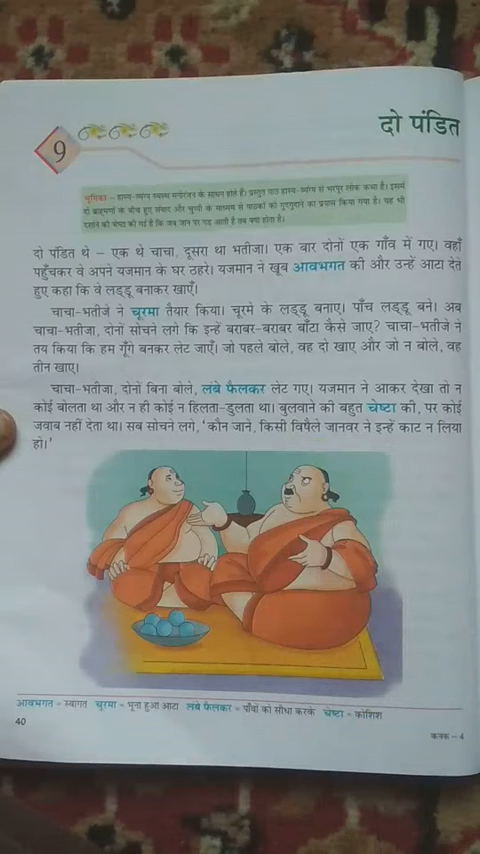 9
दो पंडित
भूमिका – हास्य-व्यंग्य स्वस्थ मनोरंजन के साधन होते हैं। प्रस्तुत पाठ हास्य-व्यंग्य से भरपूर लोक कथा है। इसमें
दो ब्राह्मणों के बीच हुए संवाद और चुप्पी के माध्यम से पाठकों को गुदगुदाने का प्रयास किया गया है। यह भी
दर्शाने की चेष्टा की गई है कि जब जान पर पड़ आती है तब क्या होता है।
दो पंडित थे – एक थे चाचा, दूसरा था भतीजा। एक बार दोनों एक गाँव में गए। वहाँ
पहुँचकर वे अपने यजमान के घर ठहरे। यजमान ने खूब आवभगत की और उन्हें आटा देते
हुए कहा कि वे लड्डू बनाकर खाएँ।
चाचा-भतीजे ने चूरमा तैयार किया। चूरमे के लड्डू बनाए। पाँच लड्डू बने। अब
चाचा-भतीजा, दोनों सोचने लगे कि इन्हें बराबर-बराबर बाँटा कैसे जाए? चाचा-भतीजे ने
तय किया कि हम गूँगे बनकर लेट जाएँ। जो पहले बोले, वह दो खाए और जो न बोले, वह
तीन खाए।
चाचा-भतीजा, दोनों बिना बोले, लंबे फैलकर लेट गए। यजमान ने आकर देखा तो न
कोई बोलता था और न ही कोई न हिलता-डुलता था। बुलवाने की बहुत चेष्टा की, पर कोई
जवाब नहीं देता था। सब सोचने लगे, 'कौन जाने, किसी विषैले जानवर ने इन्हें काट न लिया
हो।'
आवभगत = स्वागत चूरमा = भूना हुआ आटा लंबे फैलकर = पाँवों को सीधा करके चेष्टा = कोशिश
40
कनक – 4